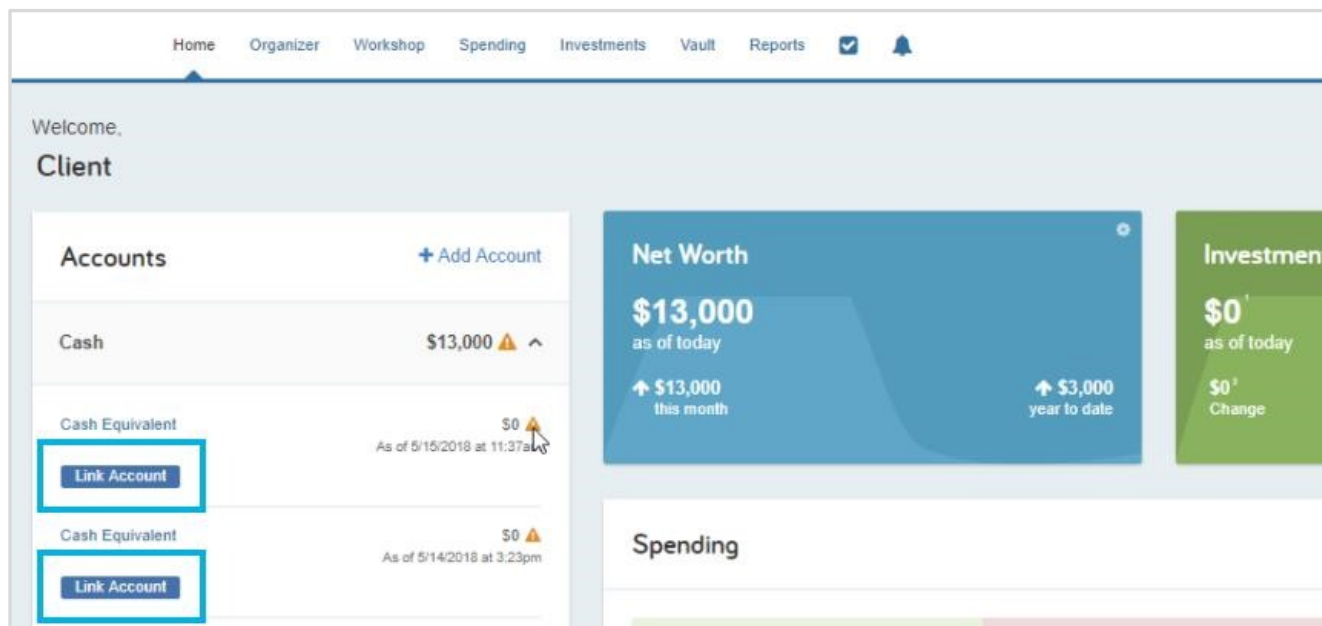 Home Organizer Workshop Spending Investments Vault Reports
Welcome,
Client
Accounts
+ Add Account
Cash
$13,000
Cash Equivalent
$0
As of 5/15/2018 at 11:37
Link Account
Cash Equivalent
$0
As of 5/14/2018 at 3:23pm
Link Account
Net Worth
$13,000
as of today
$13,000
this month
$3,000
year to date
Investmen
$0¹
as of today
$0²
Change
Spending